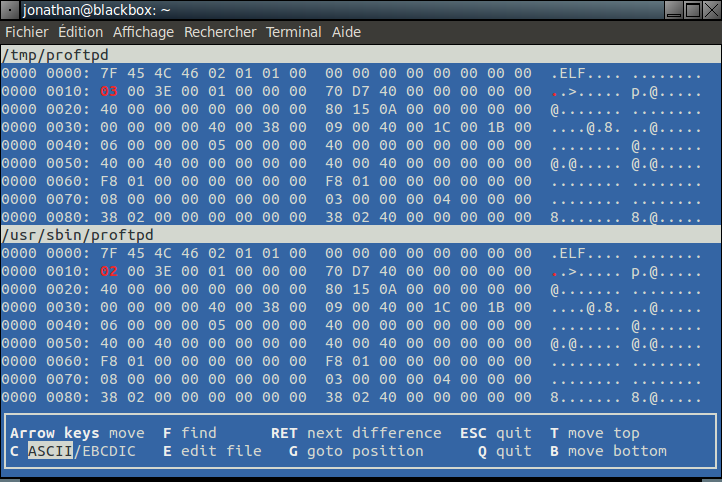 jonathan@blackbox: ~
Fichier Édition Affichage Rechercher Terminal Aide
/tmp/proftpd
0000 0000: 7F 45 4C 46 02 01 01 00 00 00 00 00 00 00 00 00 .ELF.... ........
0000 0010: 03 00 3E 00 01 00 00 00 70 D7 40 00 00 00 00 00 ..>..... p.@.....
0000 0020: 40 00 00 00 00 00 00 00 80 15 0A 00 00 00 00 00 @....... ........
0000 0030: 00 00 00 00 40 00 38 00 09 00 40 00 1C 00 1B 00 ....@.8. ..@.....
0000 0040: 06 00 00 00 05 00 00 00 40 00 00 00 00 00 00 00 ........ @.......
0000 0050: 40 00 40 00 00 00 00 00 40 00 40 00 00 00 00 00 @.@..... @.@.....
0000 0060: F8 01 00 00 00 00 00 00 F8 01 00 00 00 00 00 00 ........ ........
0000 0070: 08 00 00 00 00 00 00 00 03 00 00 00 04 00 00 00 ........ ........
0000 0080: 38 02 00 00 00 00 00 00 38 02 40 00 00 00 00 00 8....... 8.@.....
/usr/sbin/proftpd
0000 0000: 7F 45 4C 46 02 01 01 00 00 00 00 00 00 00 00 00 .ELF.... ........
0000 0010: 02 00 3E 00 01 00 00 00 70 D7 40 00 00 00 00 00 ..>..... p.@.....
0000 0020: 40 00 00 00 00 00 00 00 80 15 0A 00 00 00 00 00 @....... ........
0000 0030: 00 00 00 00 40 00 38 00 09 00 40 00 1C 00 1B 00 ....@.8. ..@.....
0000 0040: 06 00 00 00 05 00 00 00 40 00 00 00 00 00 00 00 ........ @.......
0000 0050: 40 00 40 00 00 00 00 00 40 00 40 00 00 00 00 00 @.@..... @.@.....
0000 0060: F8 01 00 00 00 00 00 00 F8 01 00 00 00 00 00 00 ........ ........
0000 0070: 08 00 00 00 00 00 00 00 03 00 00 00 04 00 00 00 ........ ........
0000 0080: 38 02 00 00 00 00 00 00 38 02 40 00 00 00 00 00 8....... 8.@.....
Arrow keys move F find RET next difference ESC quit T move top
C ASCII/EBCDIC E edit file G goto position Q quit B move bottom